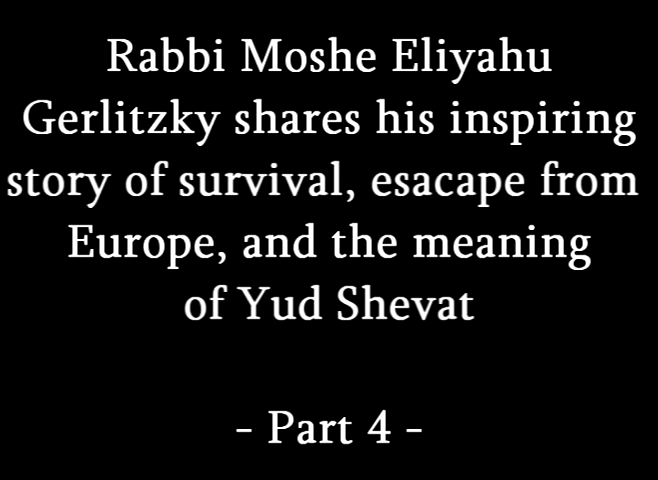 Rabbi Moshe Eliyahu
Gerlitzky shares his inspiring
story of survival, esacape from
Europe, and the meaning
of Yud Shevat
- Part 4 -